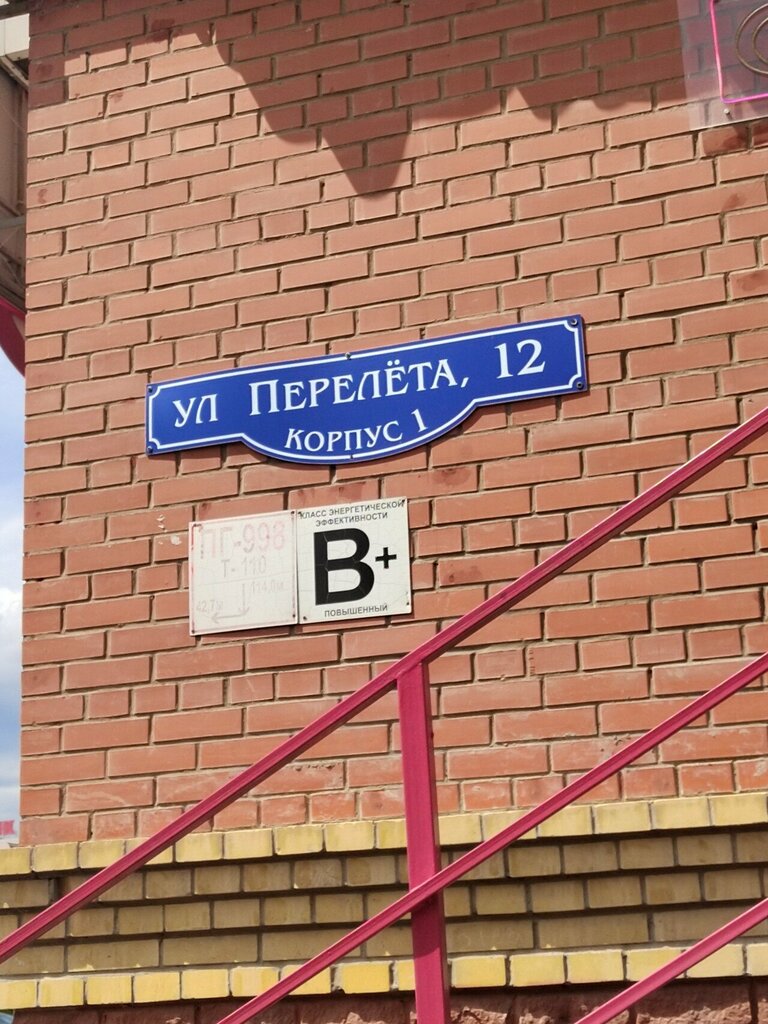 ул Перелёта, 12
корпус 1
ПГ-998
Т-110
КЛАСС ЭНЕРГЕТИЧЕСКОЙ
ЭФФЕКТИВНОСТИ
B+
ПОВЫШЕННЫЙ